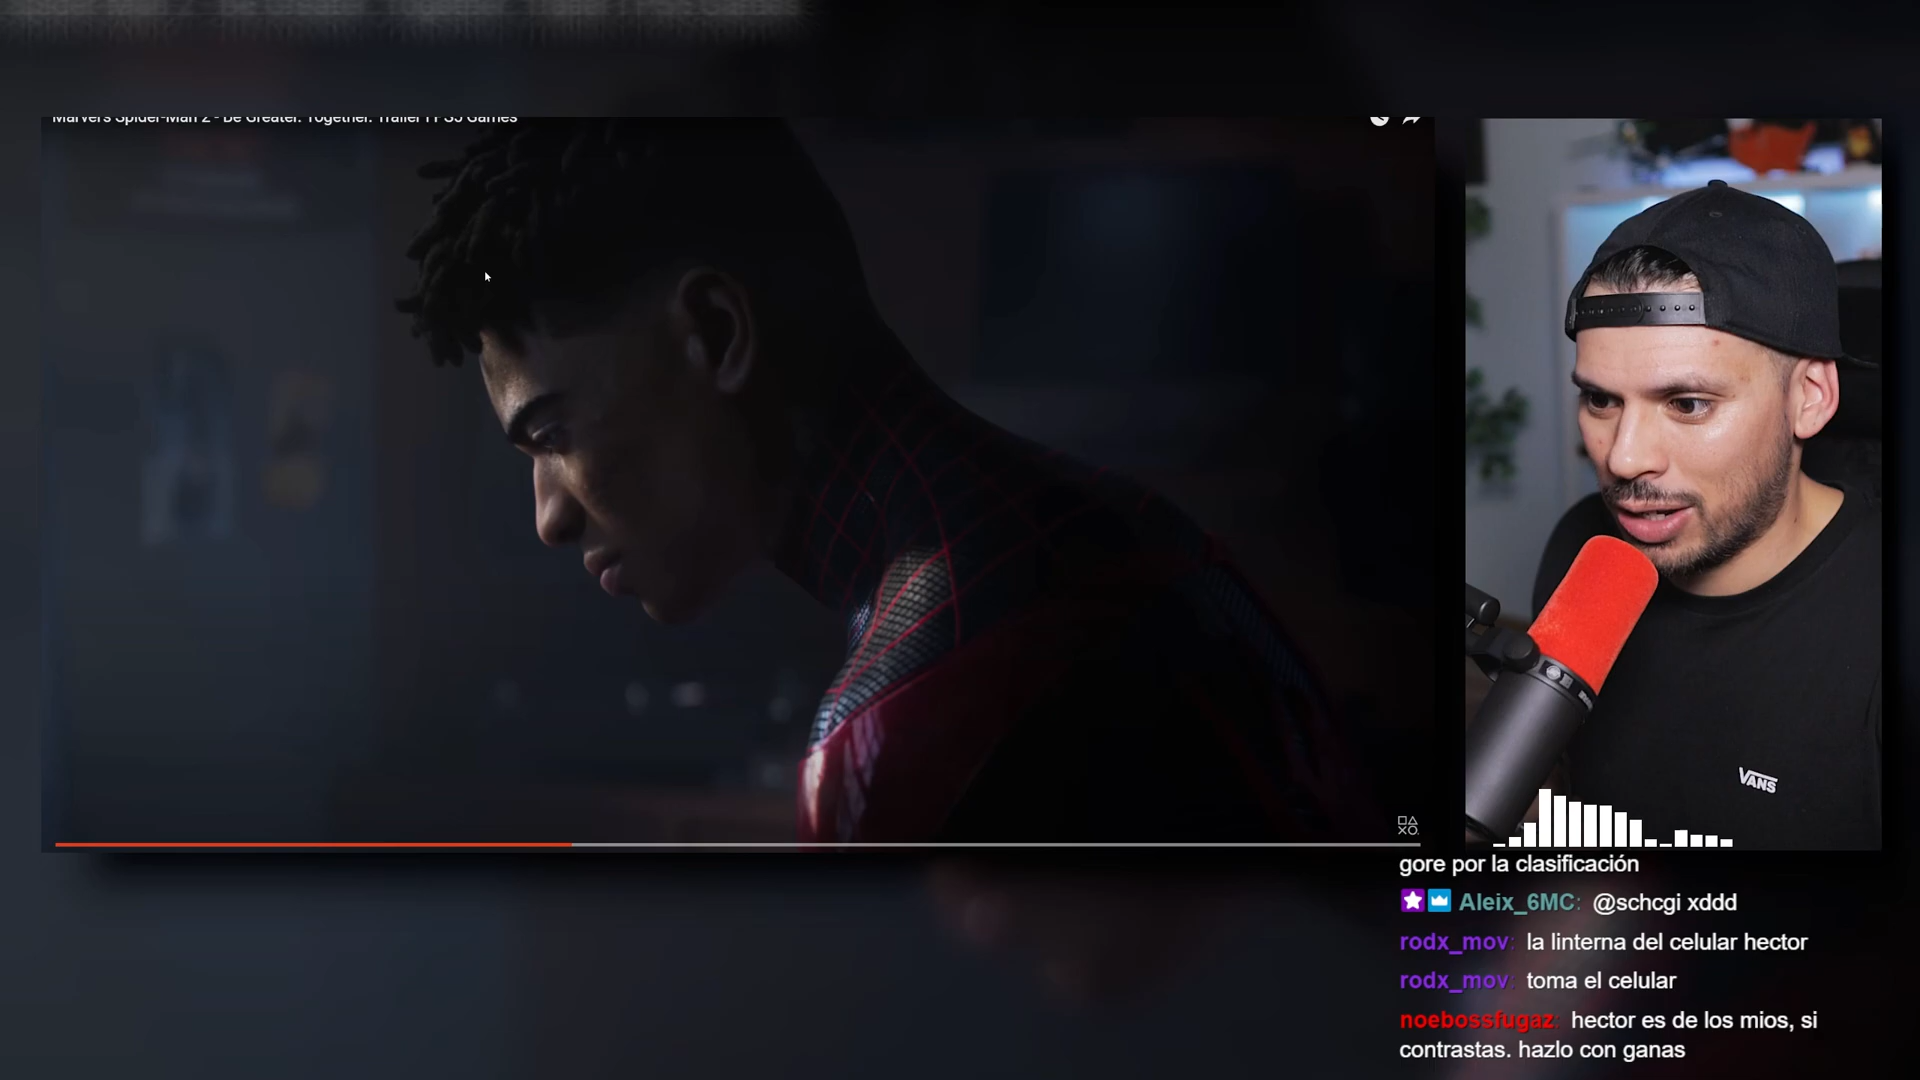 Marvel's Spider-Man 2 - Be Greater. Together. Trailer I PS5 Games
VANS
gore por la clasificación
Aleix_6MC: @schcgi xddd
rodx_mov: la linterna del celular hector
rodx_mov: toma el celular
noebossfugaz: hector es de los mios, si
contrastas. hazlo con ganas